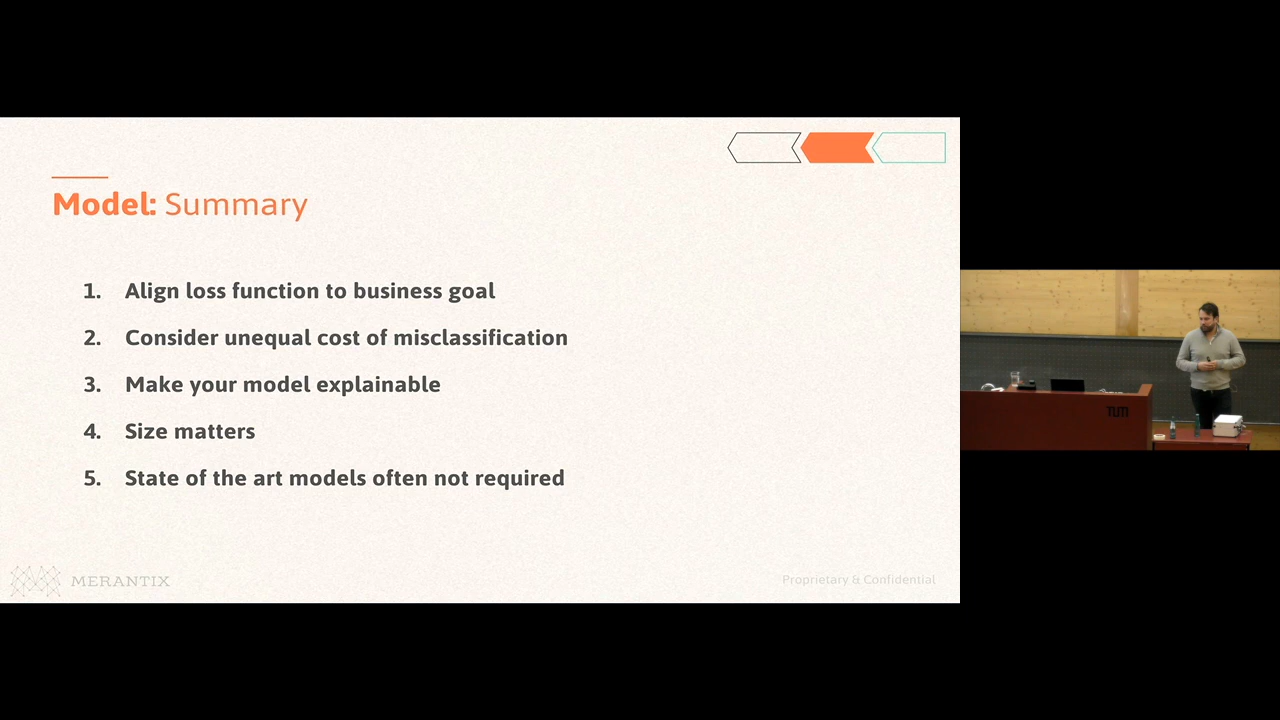 Model: Summary
1. Align loss function to business goal
2. Consider unequal cost of misclassification
3. Make your model explainable
4. Size matters
5. State of the art models often not required
MERANTIX
Proprietary & Confidential
TUM